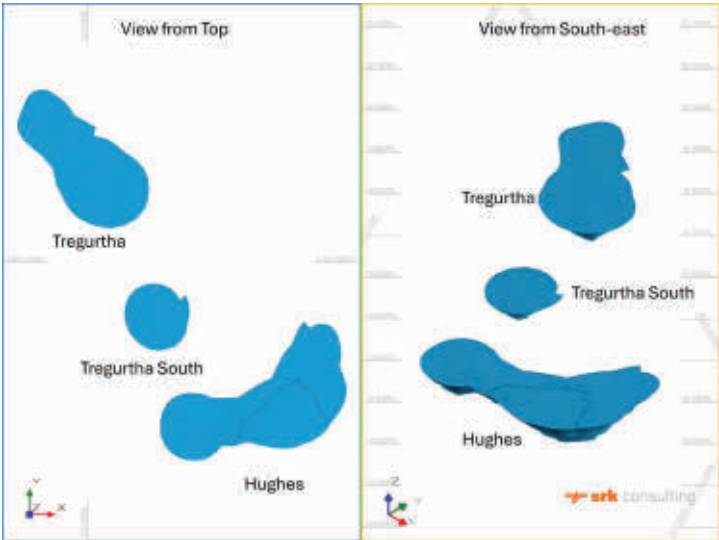 View from Top
Tregurtha
Tregurtha South
Hughes
Y
Z
X
View from South-east
Tregurtha
Tregurtha South
Hughes
Z
Y
X
srk consulting